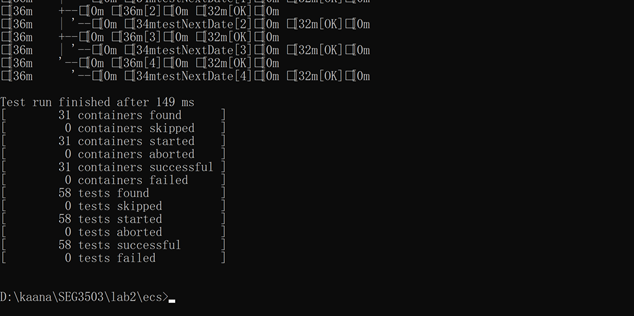 □[36m      +--□[0m □[36m[2]□[0m □[32m[OK]□[0m
□[36m      | '--□[0m □[34mtestNextDate[2]□[0m □[32m[OK]□[0m
□[36m      +--□[0m □[36m[3]□[0m □[32m[OK]□[0m
□[36m      | '--□[0m □[34mtestNextDate[3]□[0m □[32m[OK]□[0m
□[36m      '--□[0m □[36m[4]□[0m □[32m[OK]□[0m
□[36m        '--□[0m □[34mtestNextDate[4]□[0m □[32m[OK]□[0m
Test run finished after 149 ms
[        31 containers found      ]
[         0 containers skipped    ]
[        31 containers started    ]
[         0 containers aborted    ]
[        31 containers successful ]
[         0 containers failed     ]
[        58 tests found           ]
[         0 tests skipped         ]
[        58 tests started         ]
[         0 tests aborted         ]
[        58 tests successful      ]
[         0 tests failed          ]
D:\kaana\SEG3503\lab2\ecs>